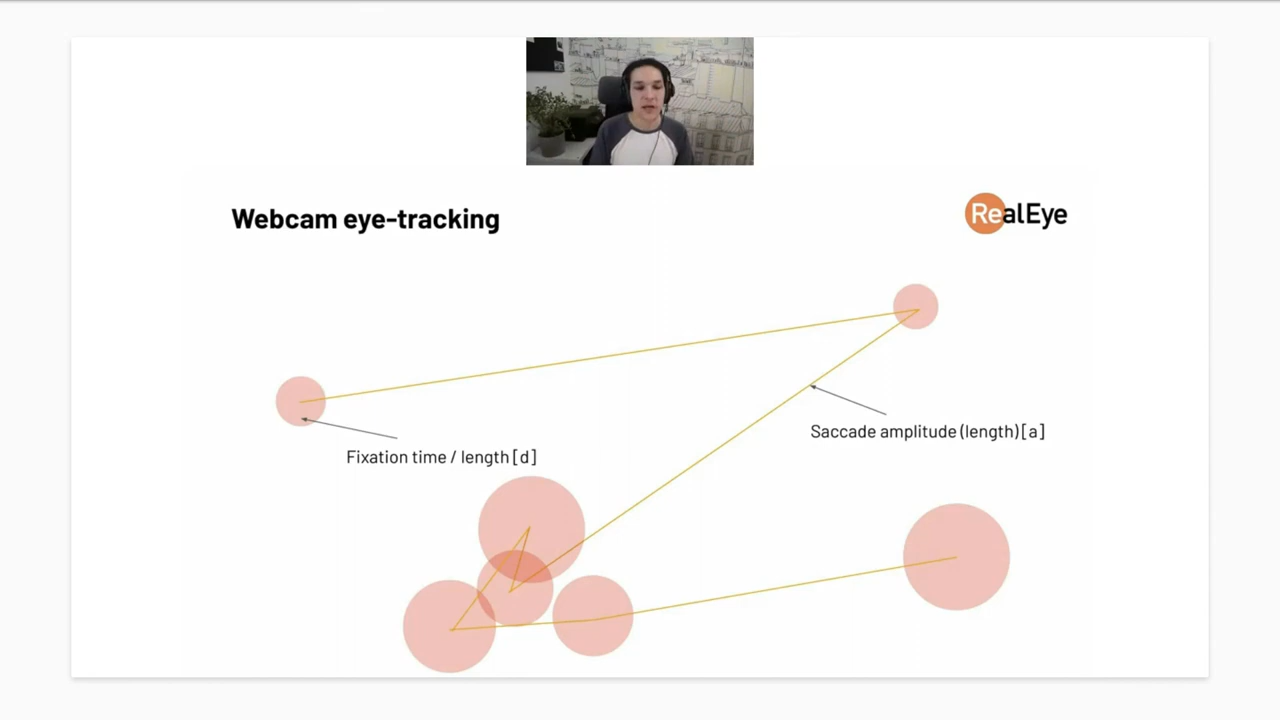 Webcam eye-tracking
RealEye
Saccade amplitude (length) [a]
Fixation time / length [d]